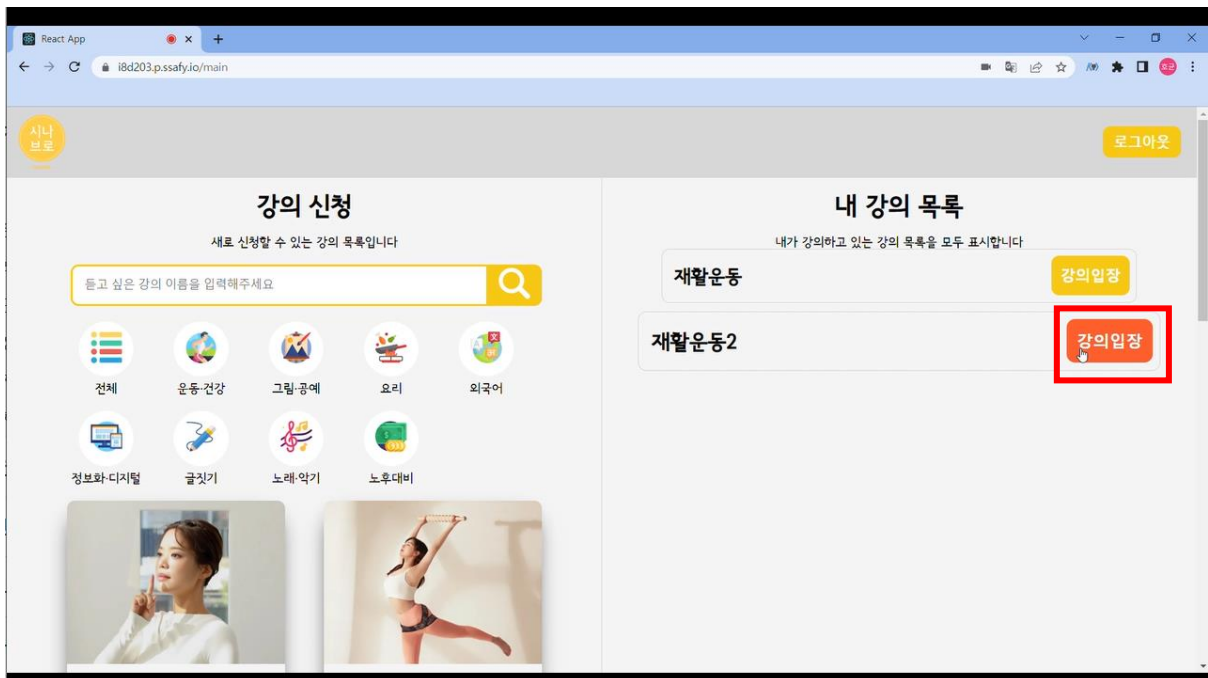 React App
i8d203.p.ssafy.io/main
시나
브로
로그아웃
강의 신청
새로 신청할 수 있는 강의 목록입니다
듣고 싶은 강의 이름을 입력해주세요
전체
운동·건강
그림·공예
요리
외국어
정보화·디지털
글짓기
노래·악기
노후대비
내 강의 목록
내가 강의하고 있는 강의 목록을 모두 표시합니다
재활운동
강의입장
재활운동2
강의입장